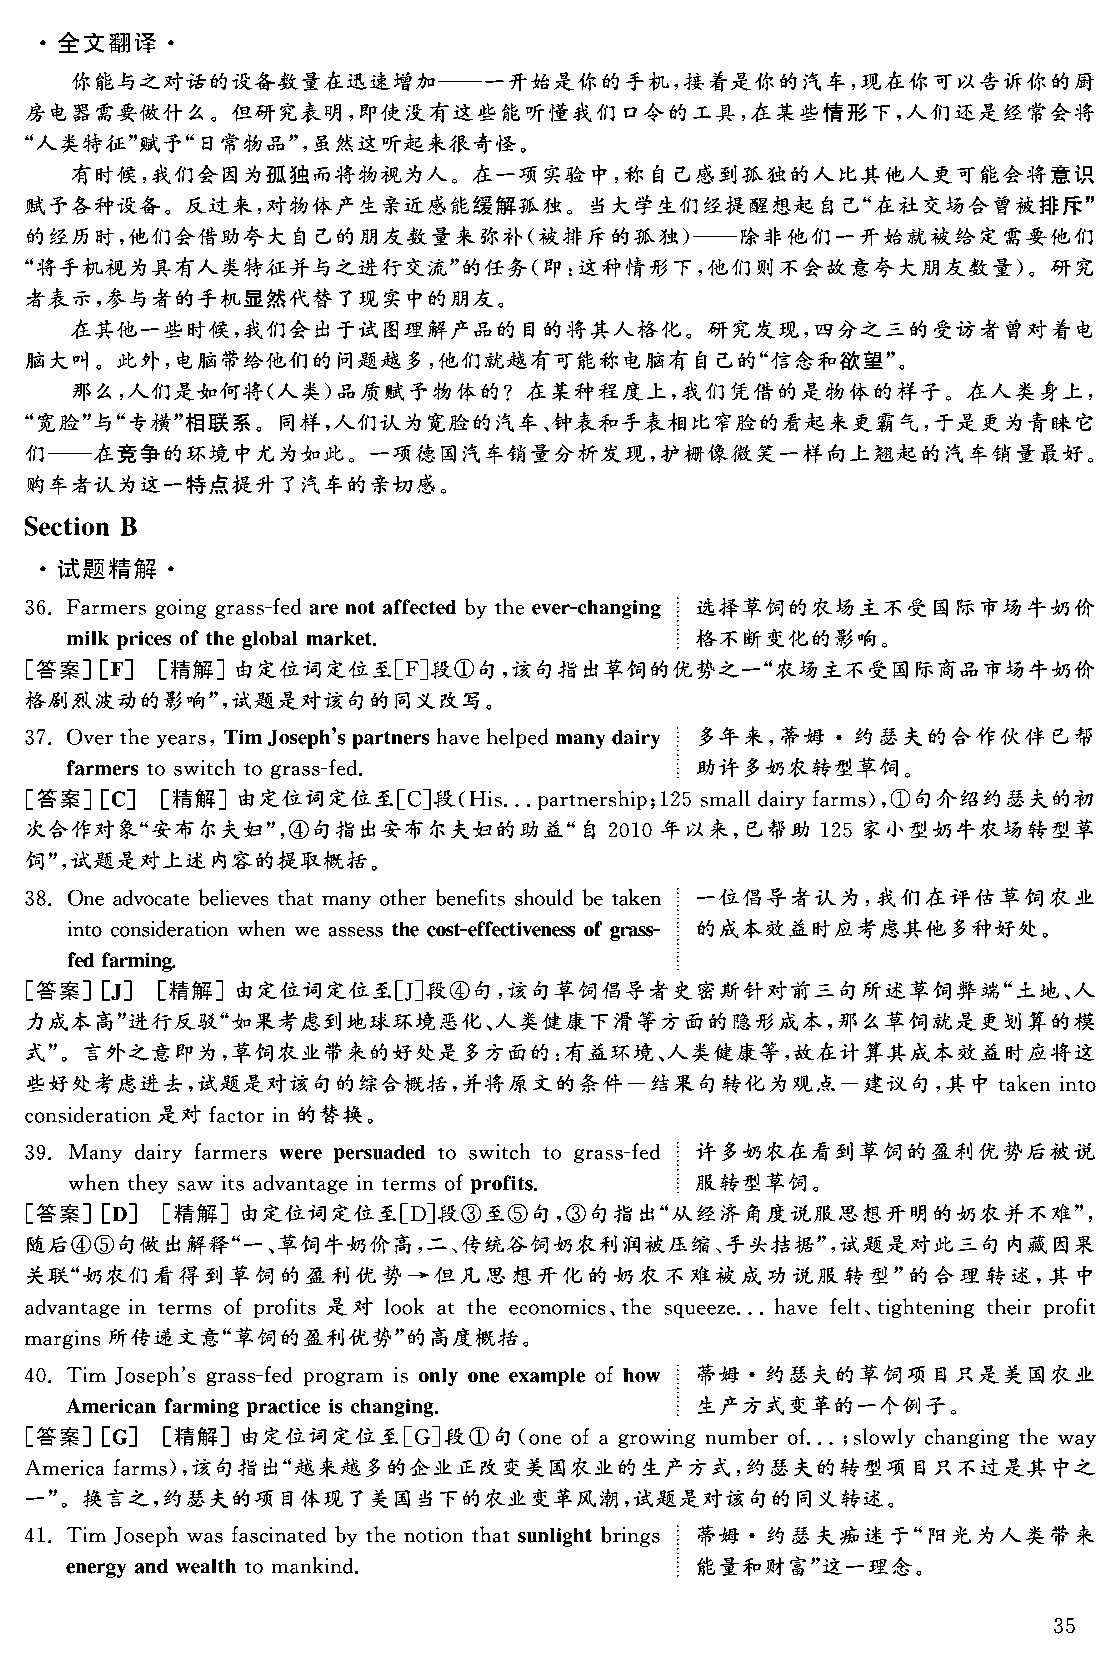 ·全文翻译·
你能与之对话的设备数量在迅速增加——一开始是你的手机,接着是你的汽车,现在你可以告诉你的厨
房电器需要做什么。但研究表明,即使没有这些能听懂我们口令的工具,在某些情形下,人们还是经常会将
“人类特征”赋予“日常物品”,虽然这听起来很奇怪。
有时候,我们会因为孤独而将物视为人。在一项实验中,称自己感到孤独的人比其他人更可能会将意识
赋予各种设备。反过来,对物体产生亲近感能缓解孤独。当大学生们经提醒想起自己“在社交场合曾被排斥”
的经历时,他们会借助夸大自己的朋友数量来弥补(被排斥的孤独)——除非他们一开始就被给定需要他们
“将手机视为具有人类特征并与之进行交流”的任务(即:这种情形下,他们则不会故意夸大朋友数量)。研究
者表示,参与者的手机显然代替了现实中的朋友。
在其他一些时候,我们会出于试图理解产品的目的将其人格化。研究发现,四分之三的受访者曾对着电
脑大叫。此外,电脑带给他们的问题越多,他们就越有可能称电脑有自己的“信念和欲望”。
那么,人们是如何将(人类)品质赋予物体的?在某种程度上,我们凭借的是物体的样子。在人类身上,
“宽脸”与“专横”相联系。同样,人们认为宽脸的汽车、钟表和手表相比窄脸的看起来更霸气,于是更为青睐它
们——在竞争的环境中尤为如此。一项德国汽车销量分析发现,护栅像微笑一样向上翘起的汽车销量最好。
购车者认为这一特点提升了汽车的亲切感。
Section B
·试题精解·
36. Farmers going grass-fed are not affected by the ever-changing 选择草饲的农场主不受国际市场牛奶价
milk prices of the global market. 格不断变化的影响。
[答案][F] [精解]由定位词定位至[F]段①句,该句指出草饲的优势之一“农场主不受国际商品市场牛奶价
格剧烈波动的影响”,试题是对该句的同义改写。
37. Over the years, Tim Joseph's partners have helped many dairy 多年来,蒂姆·约瑟夫的合作伙伴已帮
farmers to switch to grass-fed. 助许多奶农转型草饲。
[答案][C] [精解]由定位词定位至[C]段(His... partnership;125 small dairy farms),①句介绍约瑟夫的初
次合作对象“安布尔夫妇”,④句指出安布尔夫妇的助益“自 2010 年以来,已帮助 125 家小型奶牛农场转型草
饲”,试题是对上述内容的提取概括。
38. One advocate believes that many other benefits should be taken 一位倡导者认为,我们在评估草饲农业
into consideration when we assess the cost-effectiveness of grass- 的成本效益时应考虑其他多种好处。
fed farming.
[答案][J] [精解]由定位词定位至[J]段④句,该句草饲倡导者史密斯针对前三句所述草饲弊端“土地、人
力成本高”进行反驳“如果考虑到地球环境恶化、人类健康下滑等方面的隐形成本,那么草饲就是更划算的模
式”。言外之意即为,草饲农业带来的好处是多方面的:有益环境、人类健康等,故在计算其成本效益时应将这
些好处考虑进去,试题是对该句的综合概括,并将原文的条件—结果句转化为观点—建议句,其中 taken into
consideration 是对 factor in 的替换。
39. Many dairy farmers were persuaded to switch to grass-fed 许多奶农在看到草饲的盈利优势后被说
when they saw its advantage in terms of profits. 服转型草饲。
[答案][D] [精解]由定位词定位至[D]段③至⑤句,③句指出“从经济角度说服思想开明的奶农并不难”,
随后④⑤句做出解释“一、草饲牛奶价高,二、传统谷饲奶农利润被压缩、手头拮据”,试题是对此三句内藏因果
关联“奶农们看得到草饲的盈利优势→但凡思想开化的奶农不难被成功说服转型”的合理转述,其中
advantage in terms of profits 是对 look at the economics、the squeeze... have felt、tightening their profit
margins 所传递文意“草饲的盈利优势”的高度概括。
40. Tim Joseph's grass-fed program is only one example of how 蒂姆·约瑟夫的草饲项目只是美国农业
American farming practice is changing. 生产方式变革的一个例子。
[答案][G] [精解]由定位词定位至[G]段①句(one of a growing number of... ;slowly changing the way
America farms),该句指出“越来越多的企业正改变美国农业的生产方式,约瑟夫的转型项目只不过是其中之
一”。换言之,约瑟夫的项目体现了美国当下的农业变革风潮,试题是对该句的同义转述。
41. Tim Joseph was fascinated by the notion that sunlight brings 蒂姆·约瑟夫痴迷于“阳光为人类带来
energy and wealth to mankind. 能量和财富”这一理念。
35